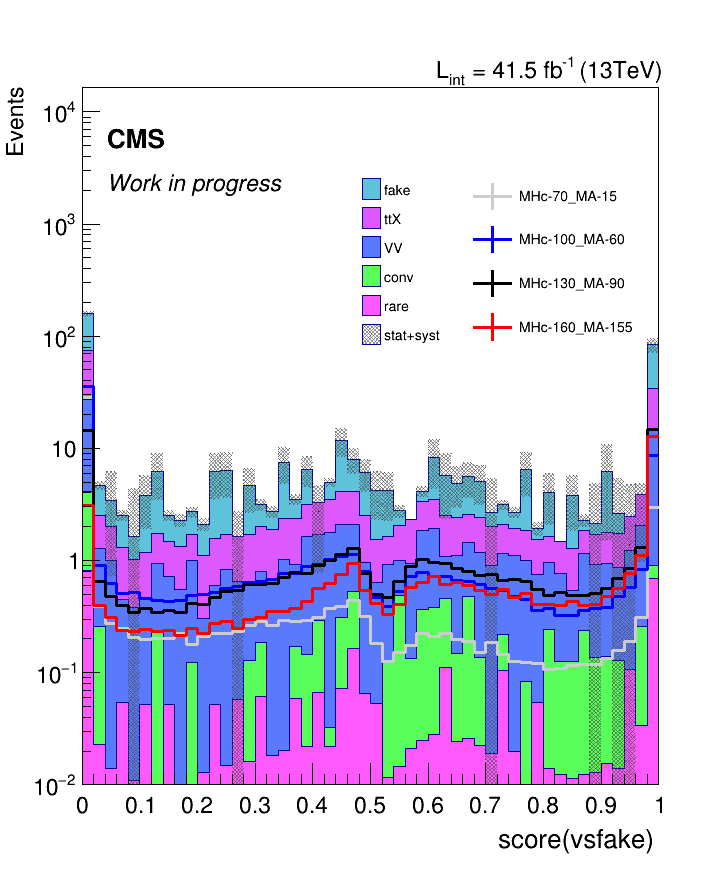 L_int = 41.5 fb^-1 (13TeV)
Events
CMS
Work in progress
fake
ttX
VV
conv
rare
stat+syst
MHc-70_MA-15
MHc-100_MA-60
MHc-130_MA-90
MHc-160_MA-155
10^4
10^3
10^2
10
1
10^-1
10^-2
0 0.1 0.2 0.3 0.4 0.5 0.6 0.7 0.8 0.9 1
score(vsfake)